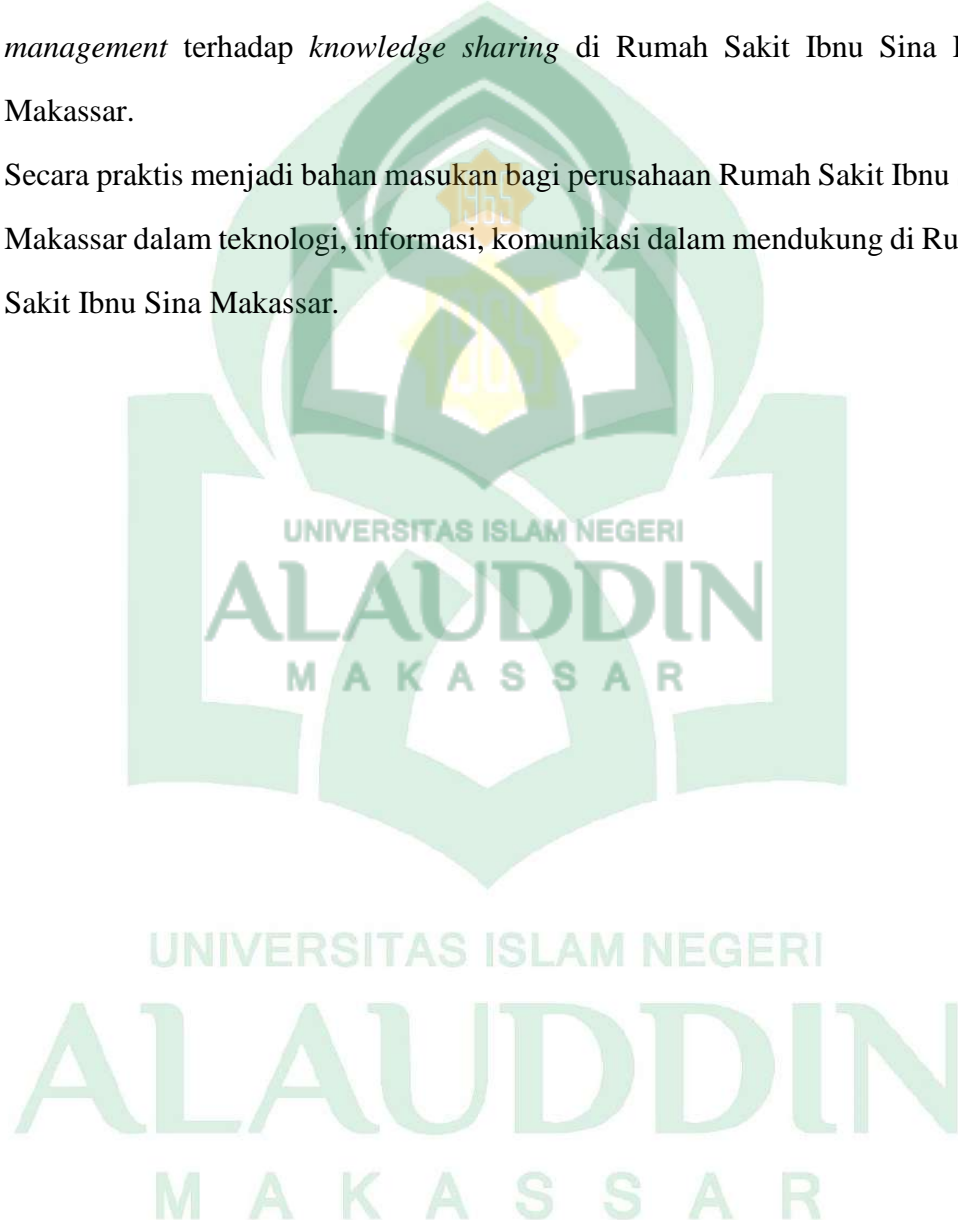 management terhadap knowledge sharing di Rumah Sakit Ibnu Sina
Makassar.
Secara praktis menjadi bahan masukan bagi perusahaan Rumah Sakit Ibnu
Makassar dalam teknologi, informasi, komunikasi dalam mendukung di Ru
Sakit Ibnu Sina Makassar.
1965
1965
UNIVERSITAS ISLAM NEGERI
ALAUDDIN
MAKASSAR
UNIVERSITAS ISLAM NEGERI
ALAUDDIN
MAKASSAR